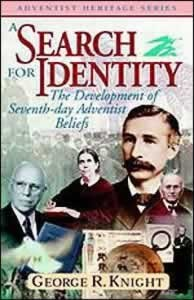 ADVENTIST HERITAGE SERIES
A
SEARCH
FOR IDENTITY
The Development of
Seventh-day Adventist
Beliefs
GEORGE R. KNIGHT